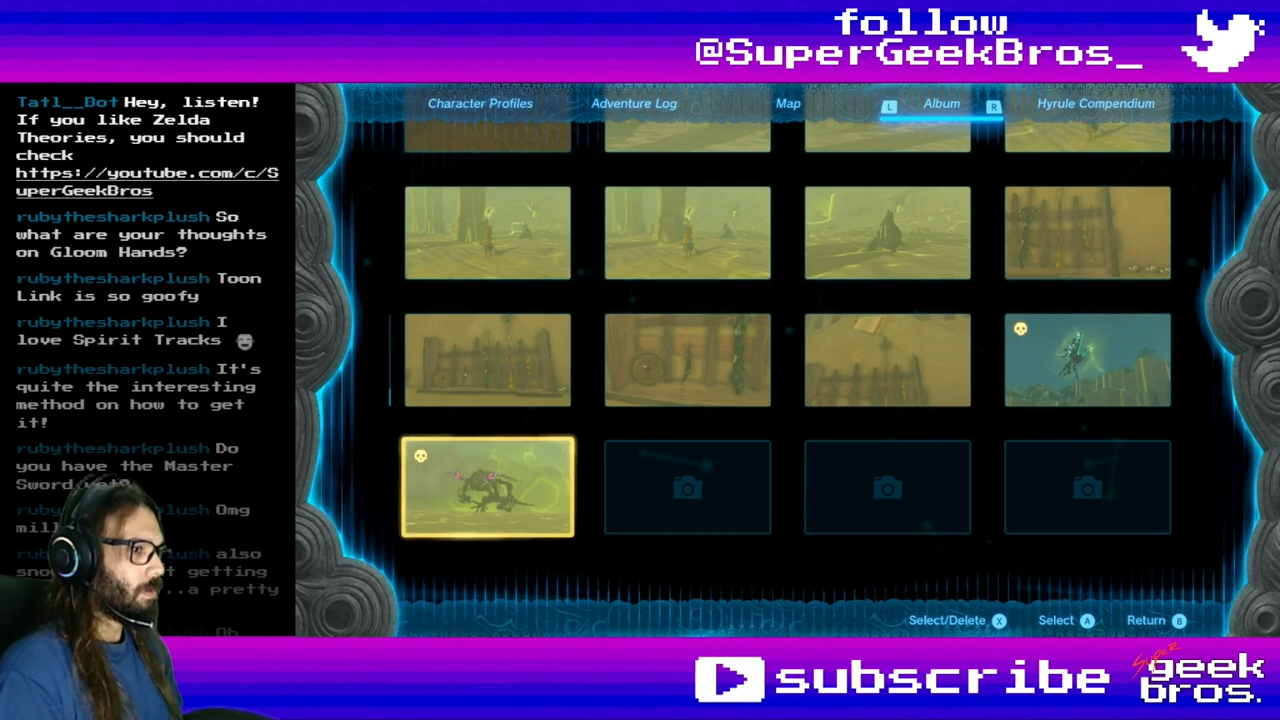 follow
@SuperGeekBros_
Tatl__Bot Hey, listen!
If you like Zelda
Theories, you should
check
https://youtube.com/c/S
uperGeekBros
rubythesharkplush So
what are your thoughts
on Gloom Hands?
rubythesharkplush Toon
Link is so goofy
rubythesharkplush I
love Spirit Tracks
rubythesharkplush It's
quite the interesting
method on how to get
it!
rubythesharkplush Do
you have the Master
Sword yet?
Omg
also
getting
a pretty
Oh
Character Profiles
Adventure Log
Map
L
Album
R
Hyrule Compendium
Select/Delete X
Select A
Return B
subscribe
SUPER
geek
bros.